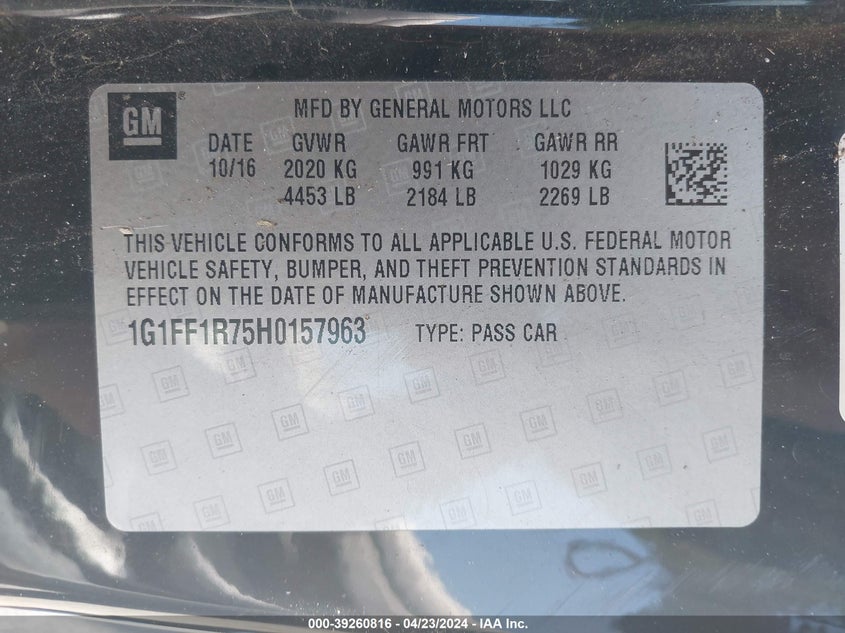 GM
®
MFD BY GENERAL MOTORS LLC
DATE GVWR GAWR FRT GAWR RR
10/16 2020 KG 991 KG 1029 KG
4453 LB 2184 LB 2269 LB
THIS VEHICLE CONFORMS TO ALL APPLICABLE U.S. FEDERAL MOTOR
VEHICLE SAFETY, BUMPER, AND THEFT PREVENTION STANDARDS IN
EFFECT ON THE DATE OF MANUFACTURE SHOWN ABOVE.
1G1FF1R75H0157963 TYPE: PASS CAR
000-39260816 - 04/23/2024 - IAA Inc.